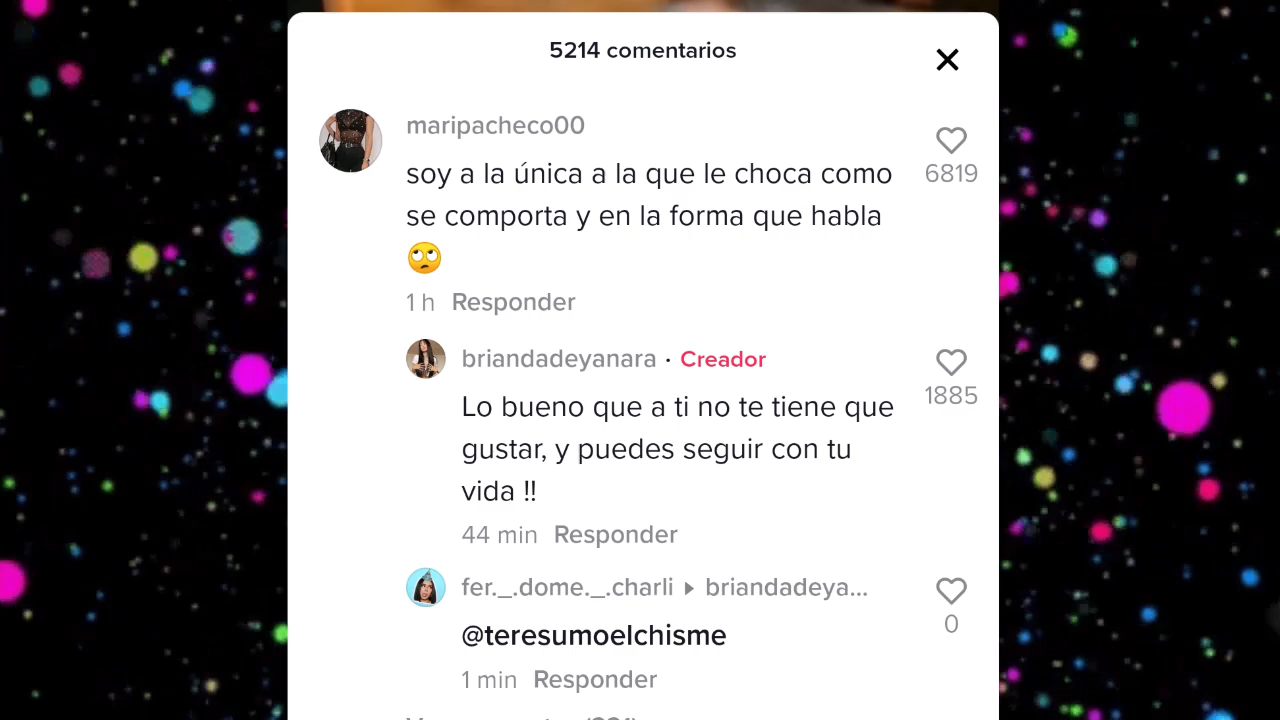 5214 comentarios
maripacheco00
soy a la única a la que le choca como
se comporta y en la forma que habla
🙄
6819
1 h Responder
briandadeyanara · Creador
Lo bueno que a ti no te tiene que
gustar, y puedes seguir con tu
vida !!
1885
44 min Responder
fer._.dome._.charli ▸ briandadeya...
@teresumoelchisme
0
1 min Responder